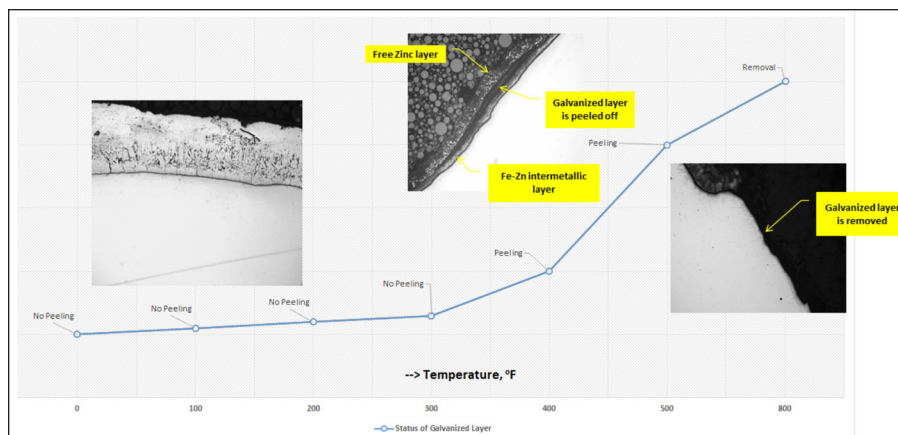 Free Zinc layer
Removal
Galvanized layer
is peeled off
Peeling
Fe-Zn intermetallic
layer
Galvanized layer
is removed
Peeling
No Peeling
No Peeling
No Peeling
No Peeling
--> Temperature, °F
0 100 200 300 400 500 800
Status of Galvanized Layer